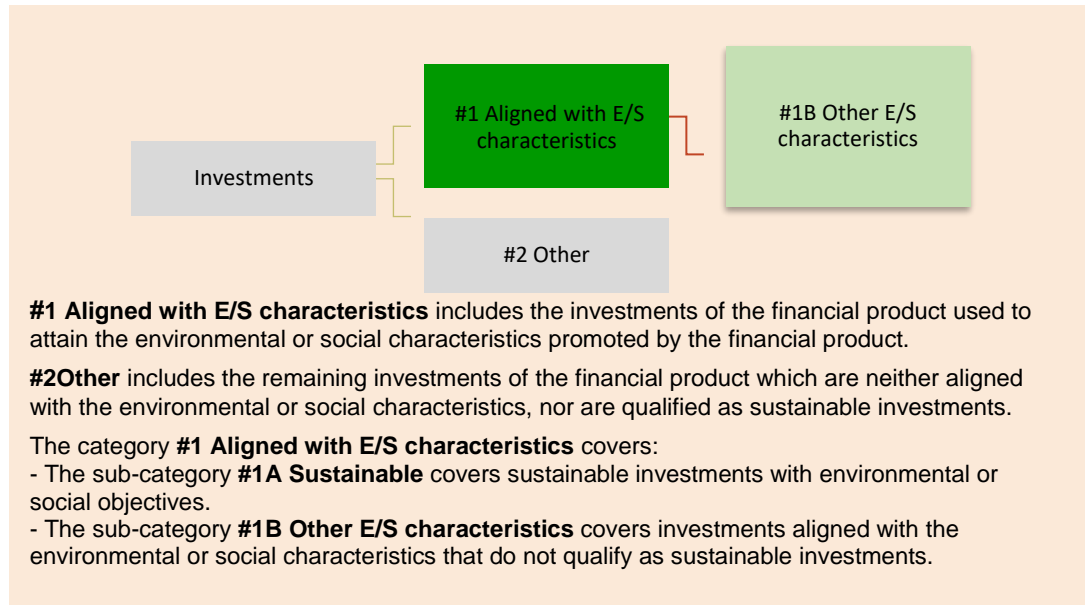 #1 Aligned with E/S
characteristics
#1B Other E/S
characteristics
Investments
#2 Other
#1 Aligned with E/S characteristics includes the investments of the financial product used to
attain the environmental or social characteristics promoted by the financial product.
#2Other includes the remaining investments of the financial product which are neither aligned
with the environmental or social characteristics, nor are qualified as sustainable investments.
The category #1 Aligned with E/S characteristics covers:
- The sub-category #1A Sustainable covers sustainable investments with environmental or
social objectives.
- The sub-category #1B Other E/S characteristics covers investments aligned with the
environmental or social characteristics that do not qualify as sustainable investments.